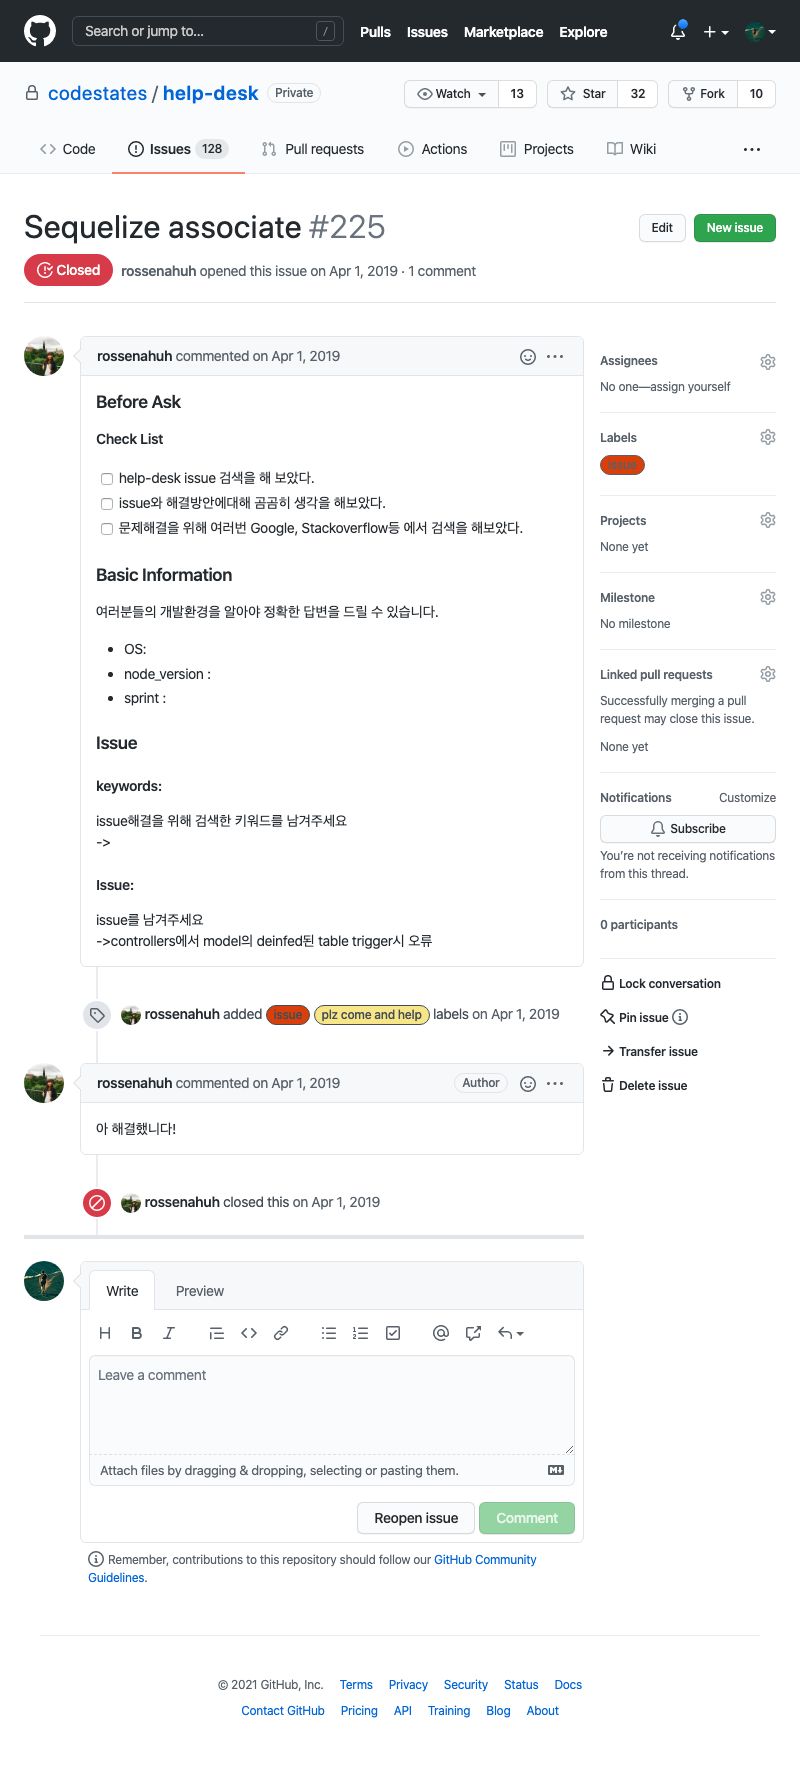 Search or jump to... /
Pulls Issues Marketplace Explore
codestates / help-desk Private
Watch 13 Star 32 Fork 10
Code Issues 128 Pull requests Actions Projects Wiki ...
Sequelize associate #225
Edit New issue
Closed rossenahuh opened this issue on Apr 1, 2019 · 1 comment
rossenahuh commented on Apr 1, 2019
Before Ask
Check List
help-desk issue 검색을 해 보았다.
issue와 해결방안에대해 곰곰히 생각을 해보았다.
문제해결을 위해 여러번 Google, Stackoverflow등 에서 검색을 해보았다.
Basic Information
여러분들의 개발환경을 알아야 정확한 답변을 드릴 수 있습니다.
• OS:
• node_version :
• sprint :
Issue
keywords:
issue해결을 위해 검색한 키워드를 남겨주세요
->
Issue:
issue를 남겨주세요
->controllers에서 model의 deinfed된 table trigger시 오류
rossenahuh added issue plz come and help labels on Apr 1, 2019
rossenahuh commented on Apr 1, 2019 Author
아 해결했니다!
rossenahuh closed this on Apr 1, 2019
Write Preview
Leave a comment
Attach files by dragging & dropping, selecting or pasting them.
Reopen issue Comment
Remember, contributions to this repository should follow our GitHub Community
Guidelines.
Assignees
No one—assign yourself
Labels
issue
Projects
None yet
Milestone
No milestone
Linked pull requests
Successfully merging a pull
request may close this issue.
None yet
Notifications Customize
Subscribe
You're not receiving notifications
from this thread.
0 participants
Lock conversation
Pin issue
Transfer issue
Delete issue
© 2021 GitHub, Inc. Terms Privacy Security Status Docs
Contact GitHub Pricing API Training Blog About